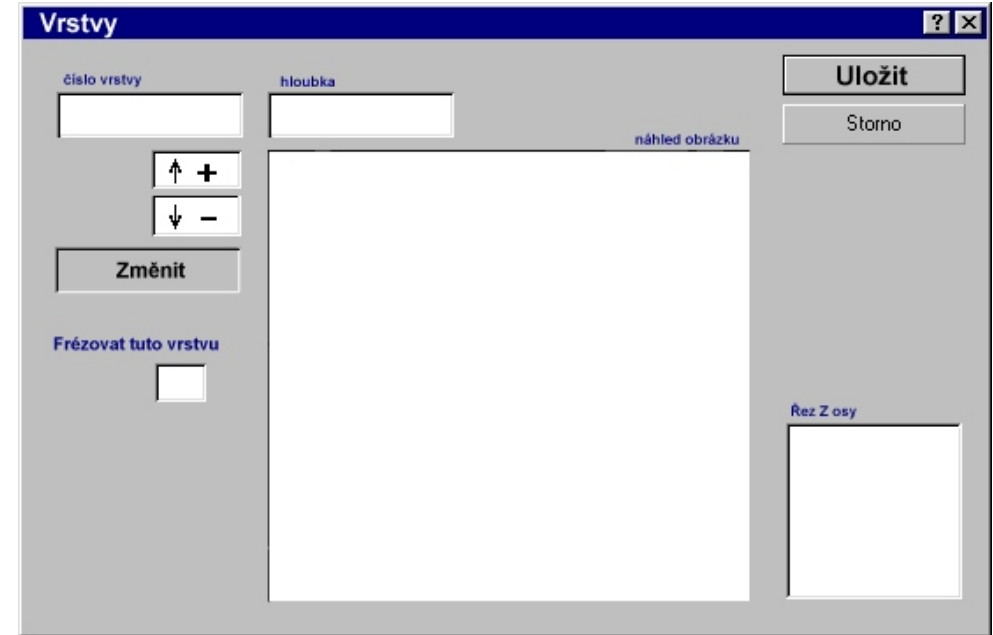 Vrstvy
číslo vrstvy
hloubka
Uložit
Storno
náhled obrázku
+
-
Změnit
Frézovat tuto vrstvu
Řez Z osy